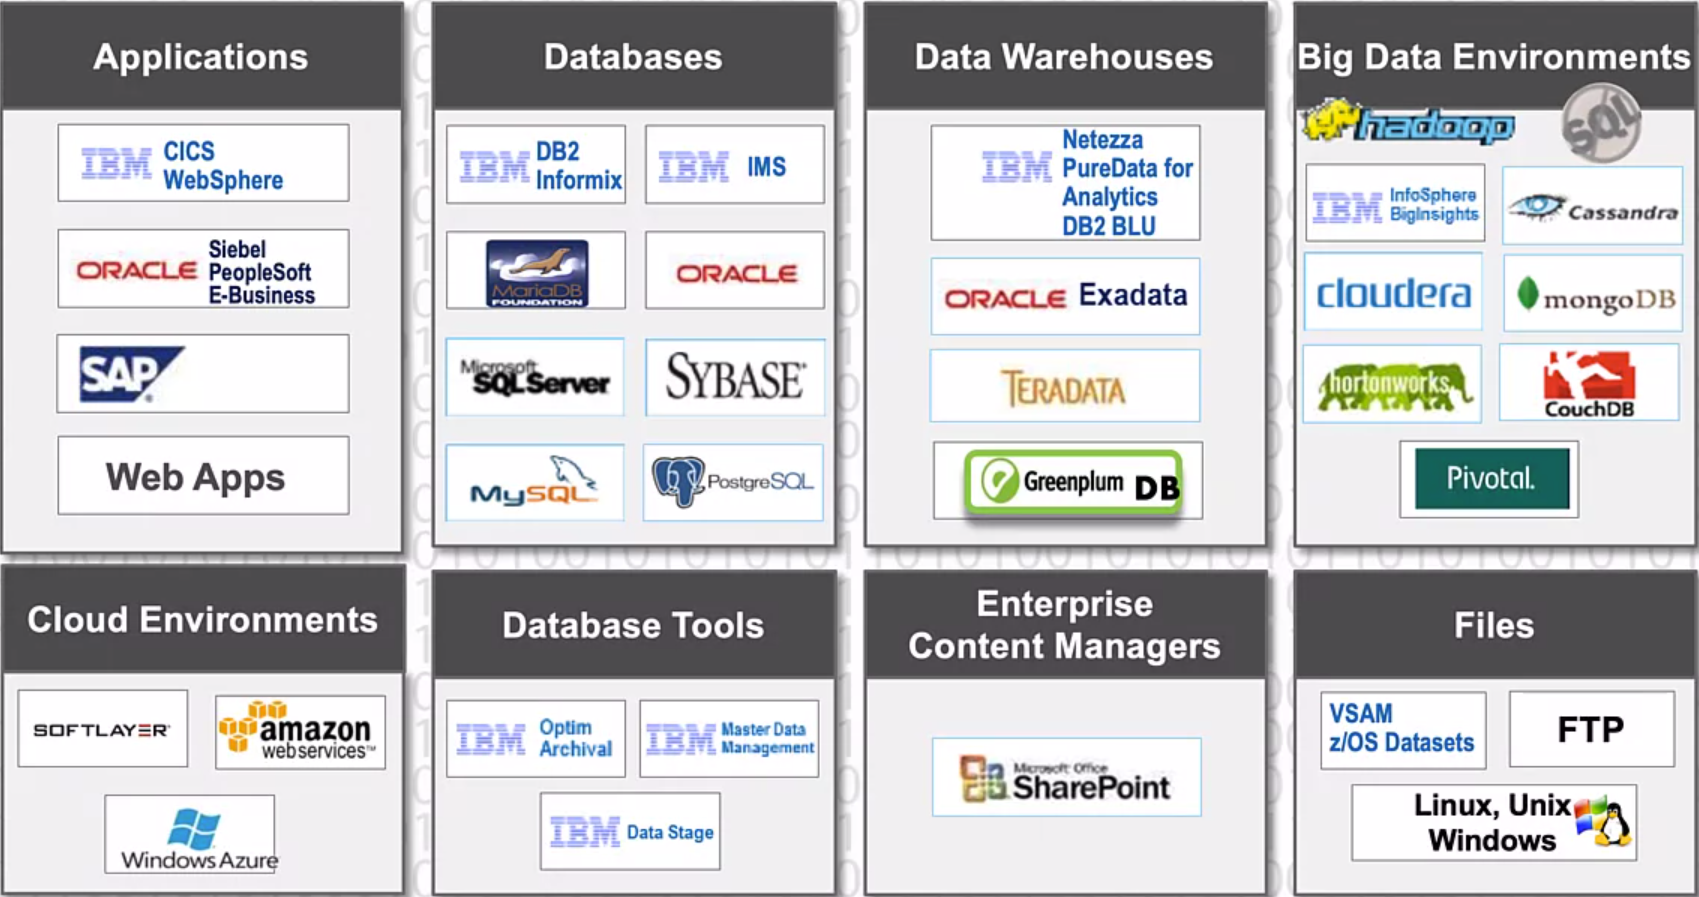 Applications
IBM CICS
WebSphere
ORACLE Siebel
PeopleSoft
E-Business
SAP
Web Apps
Databases
IBM DB2
Informix
IBM IMS
MariaDB
FOUNDATION
ORACLE
Microsoft
SQL Server
SYBASE
MySQL
PostgreSQL
Data Warehouses
IBM Netezza
PureData for
Analytics
DB2 BLU
ORACLE Exadata
TERADATA
Greenplum DB
Big Data Environments
hadoop
SQL
IBM InfoSphere
BigInsights
Cassandra
cloudera
mongoDB
hortonworks
CouchDB
Pivotal.
Cloud Environments
SOFTLAYER
amazon
webservices™
Windows Azure
Database Tools
IBM Optim
Archival
IBM Master Data
Management
IBM Data Stage
Enterprise
Content Managers
Microsoft Office
SharePoint
Files
VSAM
z/OS Datasets
FTP
Linux, Unix
Windows